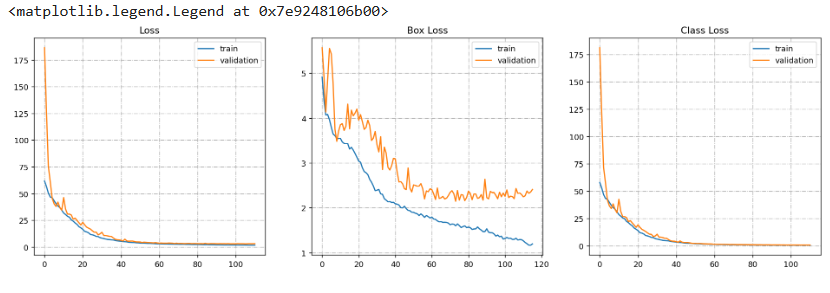 <matplotlib.legend.Legend at 0x7e9248106b00>
Loss
Box Loss
Class Loss
train
validation
train
validation
train
validation
175
150
125
100
75
50
25
0
5
4
3
2
1
175
150
125
100
75
50
25
0
0 20 40 60 80 100
0 20 40 60 80 100 120
0 20 40 60 80 100